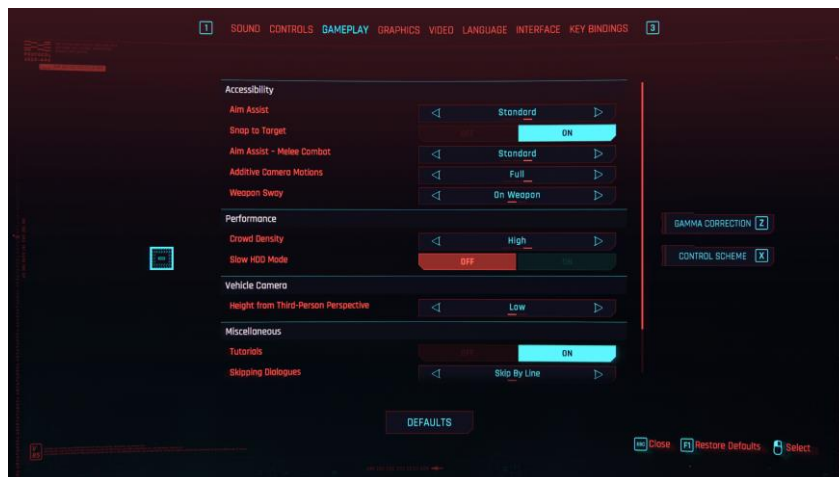 1 SOUND CONTROLS GAMEPLAY GRAPHICS VIDEO LANGUAGE INTERFACE KEY BINDINGS 3
Accessibility
Aim Assist Standard
Snap to Target ON
Aim Assist – Melee Combat Standard
Additive Camera Motions Full
Weapon Sway On Weapon
Performance
GAMMA CORRECTION Z
Crowd Density High
CONTROL SCHEME X
Slow HDD Mode OFF
Vehicle Camera
Height from Third-Person Perspective Low
Miscellaneous
Tutorials ON
Skipping Dialogues Skip By Line
DEFAULTS
ESC Close F1 Restore Defaults Select